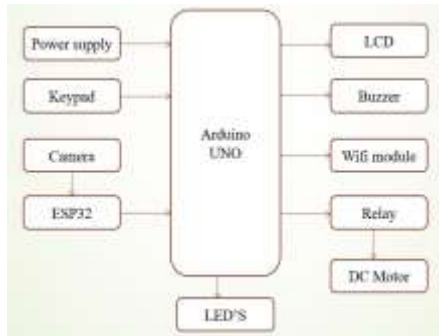 Power supply
LCD
Keypad
Buzzer
Arduino
UNO
Camera
Wifi module
ESP32
Relay
DC Motor
LED'S